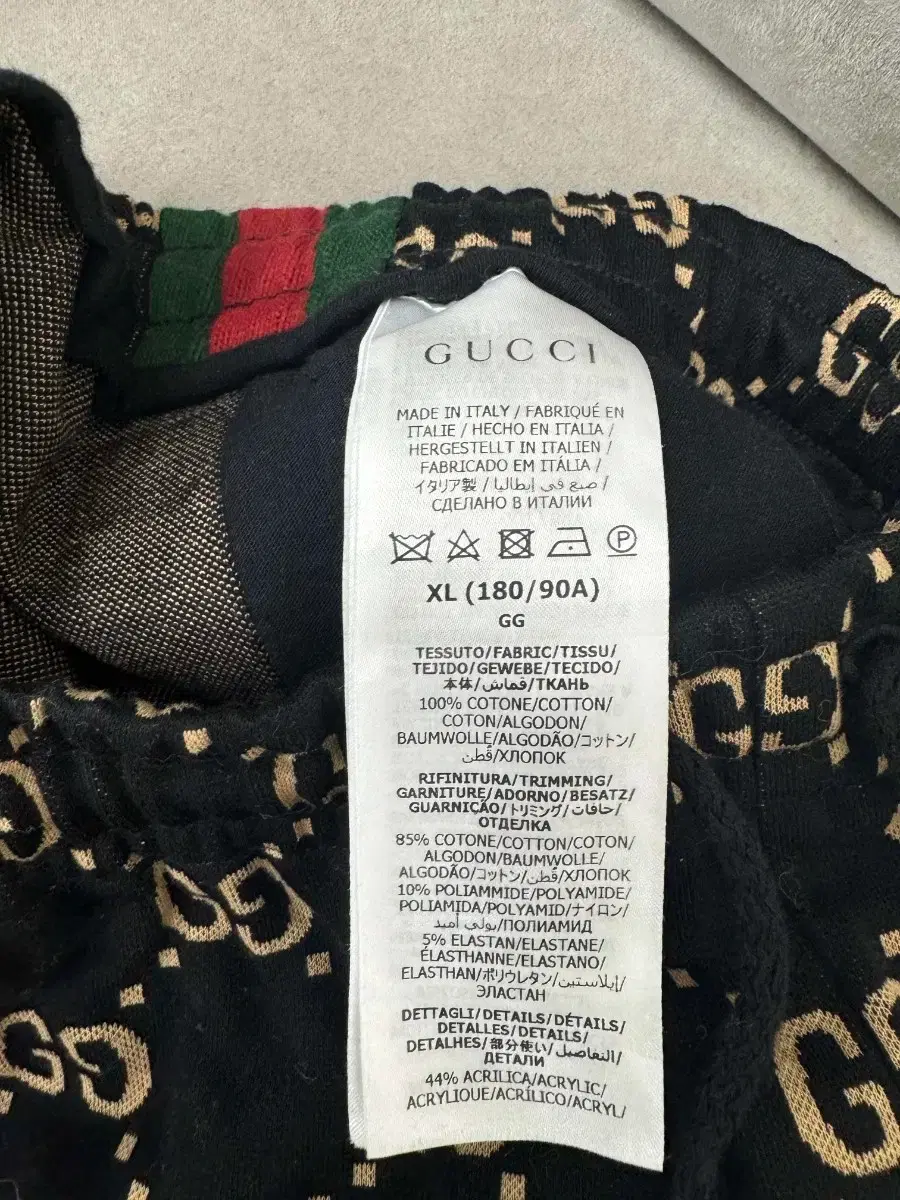 GUCCI
MADE IN ITALY / FABRIQUÉ EN
ITALIE / HECHO EN ITALIA /
HERGESTELLT IN ITALIEN /
FABRICADO EM ITÁLIA /
イタリア製 / صنع في إيطاليا /
СДЕЛАНО В ИТАЛИИ
P
XL (180/90A)
GG
TESSUTO/FABRIC/TISSU/
TEJIDO/GEWEBE/TECIDO/
本体/قماش/ТКАНЬ
100% COTONE/COTTON/
COTON/ALGODON/
BAUMWOLLE/ALGODÃO/コットン/
قطن/ХЛОПОК
RIFINITURA/TRIMMING/
GARNITURE/ADORNO/BESATZ/
GUARNIÇÃO/トリミング/حافات/
ОТДЕЛКА
85% COTONE/COTTON/COTON/
ALGODON/BAUMWOLLE/
ALGODÃO/コットン/قطن/ХЛОПОК
10% POLIAMMIDE/POLYAMIDE/
POLIAMIDA/POLYAMID/ナイロン/
بولي أميد/ПОЛИАМИД
5% ELASTAN/ELASTANE/
ÉLASTHANNE/ELASTANO/
ELASTHAN/ポリウレタン/إيلاستين/
ЭЛАСТАН
DETTAGLI/DETAILS/DÉTAILS/
DETALLES/DETAILS/
DETALHES/部分使い/التفاصيل/
ДЕТАЛИ
44% ACRILICA/ACRYLIC/
ACRYLIQUE/ACRÍLICO/ACRYL/